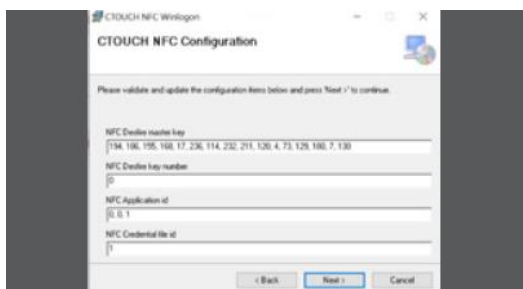 CTOUCH NFC Winlogon
CTOUCH NFC Configuration
Please validate and update the configuration items below and press 'Next >' to continue.
NFC Desfire master key
194, 186, 195, 168, 17, 236, 114, 232, 211, 120, 4, 73, 129, 180, 7, 130
NFC Desfire key number
0
NFC Application id
0, 0, 1
NFC Credential file id
1
< Back
Next >
Cancel